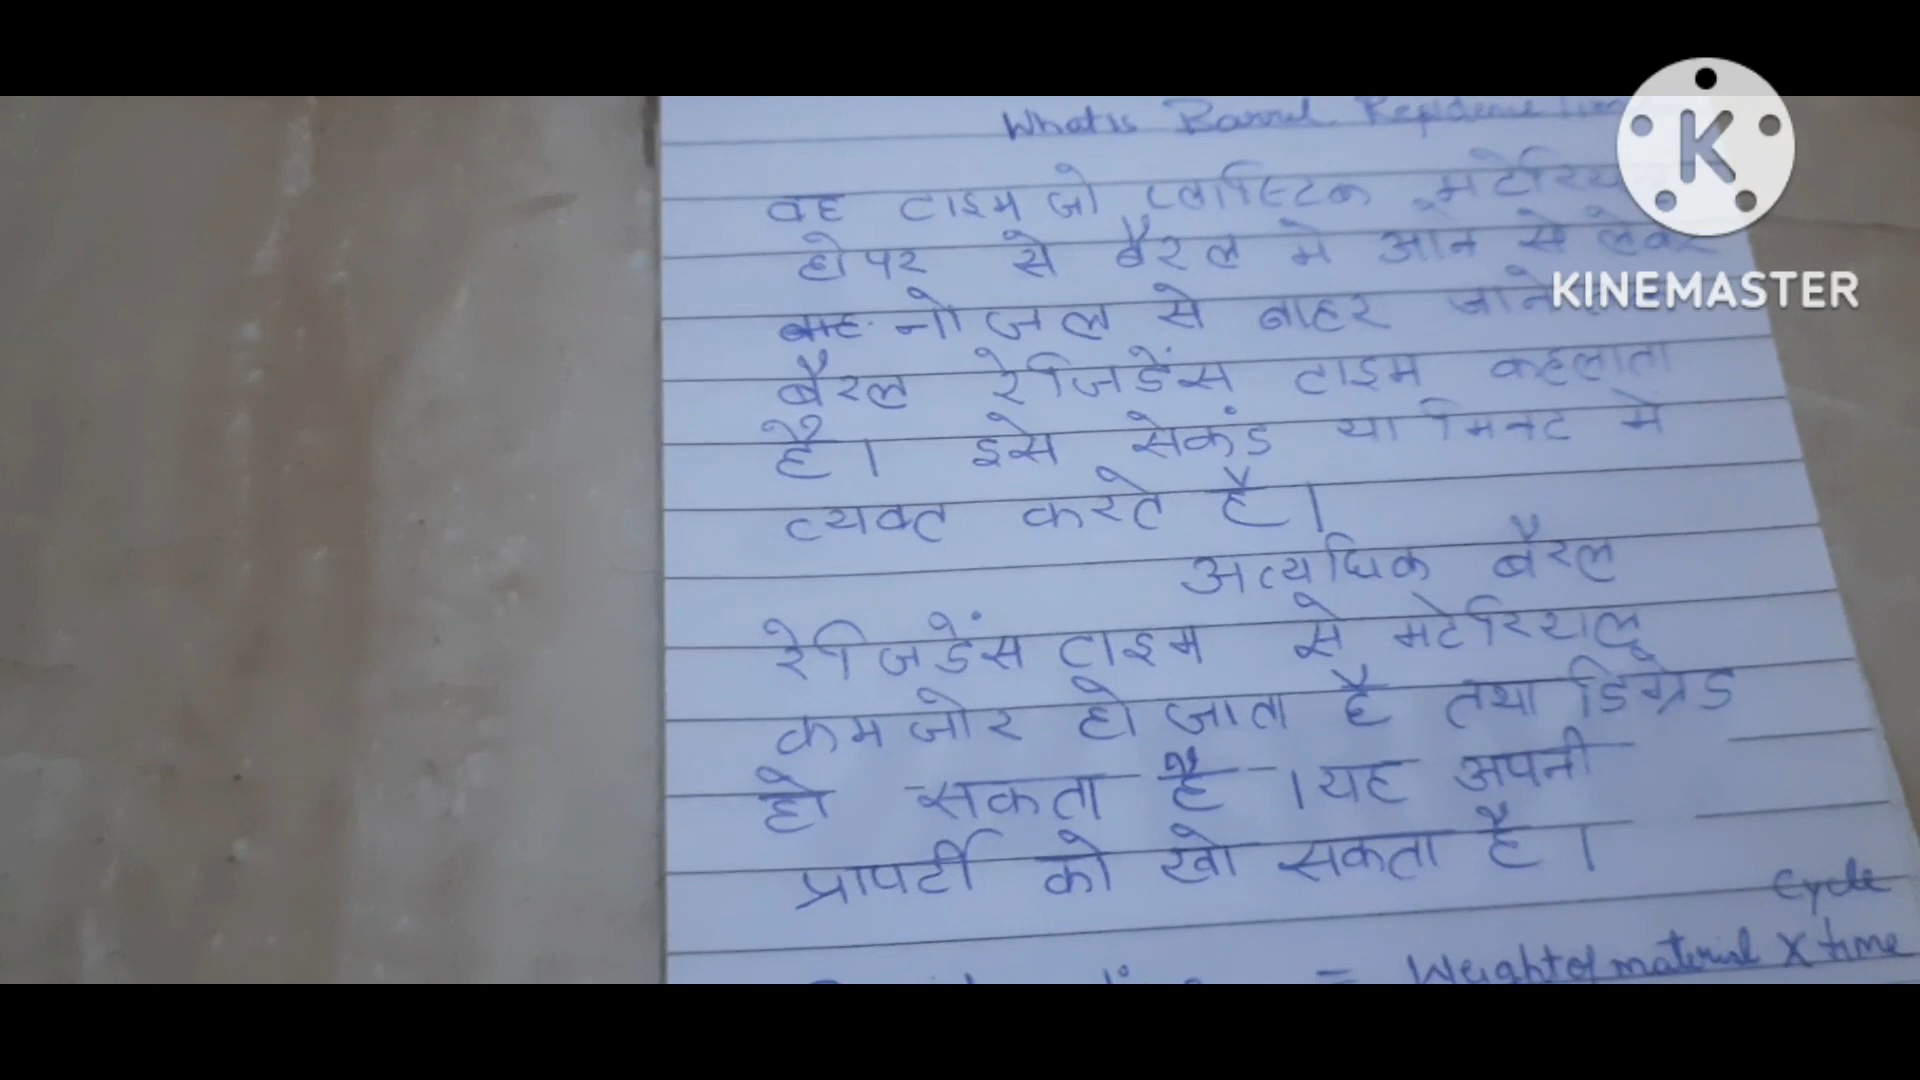 What is Barrel Residence
वह टाइम जो प्लास्टिक मटेरियल
होपर से बैरल मे आने से लेकर
नोजल से बाहर जाने
बैरल रेजिडेंस टाइम कहलाता
है। इसे सेकंड या मिनट मे
व्यक्त करते है।
अत्यधिक बैरल
रेजिडेंस टाइम से मटेरियल
कमजोर हो जाता है तथा डिग्रेड
हो सकता है। यह अपनी
प्रापर्टी को खो सकता है।
Cycle
= Weight of material X time
K
KINEMASTER